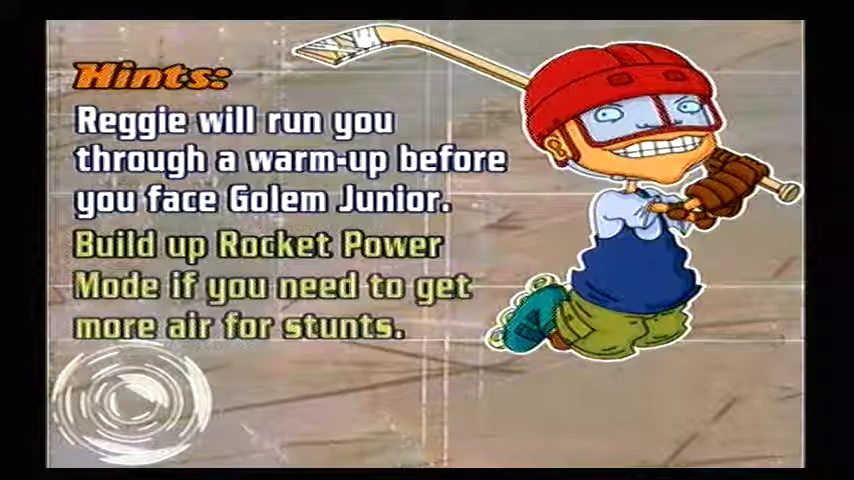 Hints:
Reggie will run you
through a warm-up before
you face Golem Junior.
Build up Rocket Power
Mode if you need to get
more air for stunts.